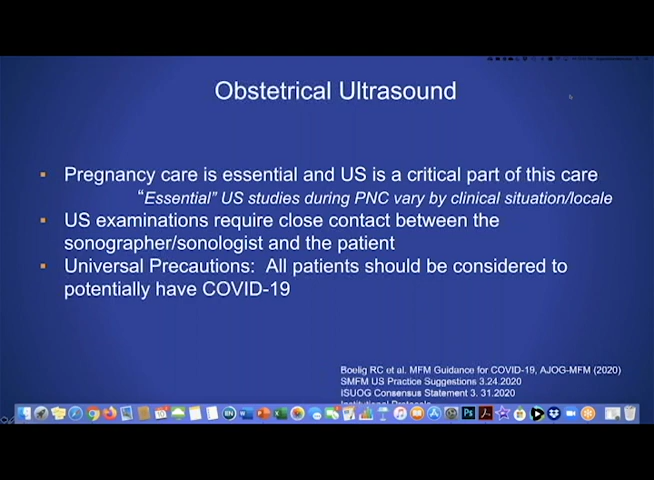 Obstetrical Ultrasound
▪ Pregnancy care is essential and US is a critical part of this care
“Essential” US studies during PNC vary by clinical situation/locale
▪ US examinations require close contact between the
sonographer/sonologist and the patient
▪ Universal Precautions: All patients should be considered to
potentially have COVID-19
Boelig RC et al. MFM Guidance for COVID-19, AJOG-MFM (2020)
SMFM US Practice Suggestions 3.24.2020
ISUOG Consensus Statement 3. 31.2020
Institutional Protocols